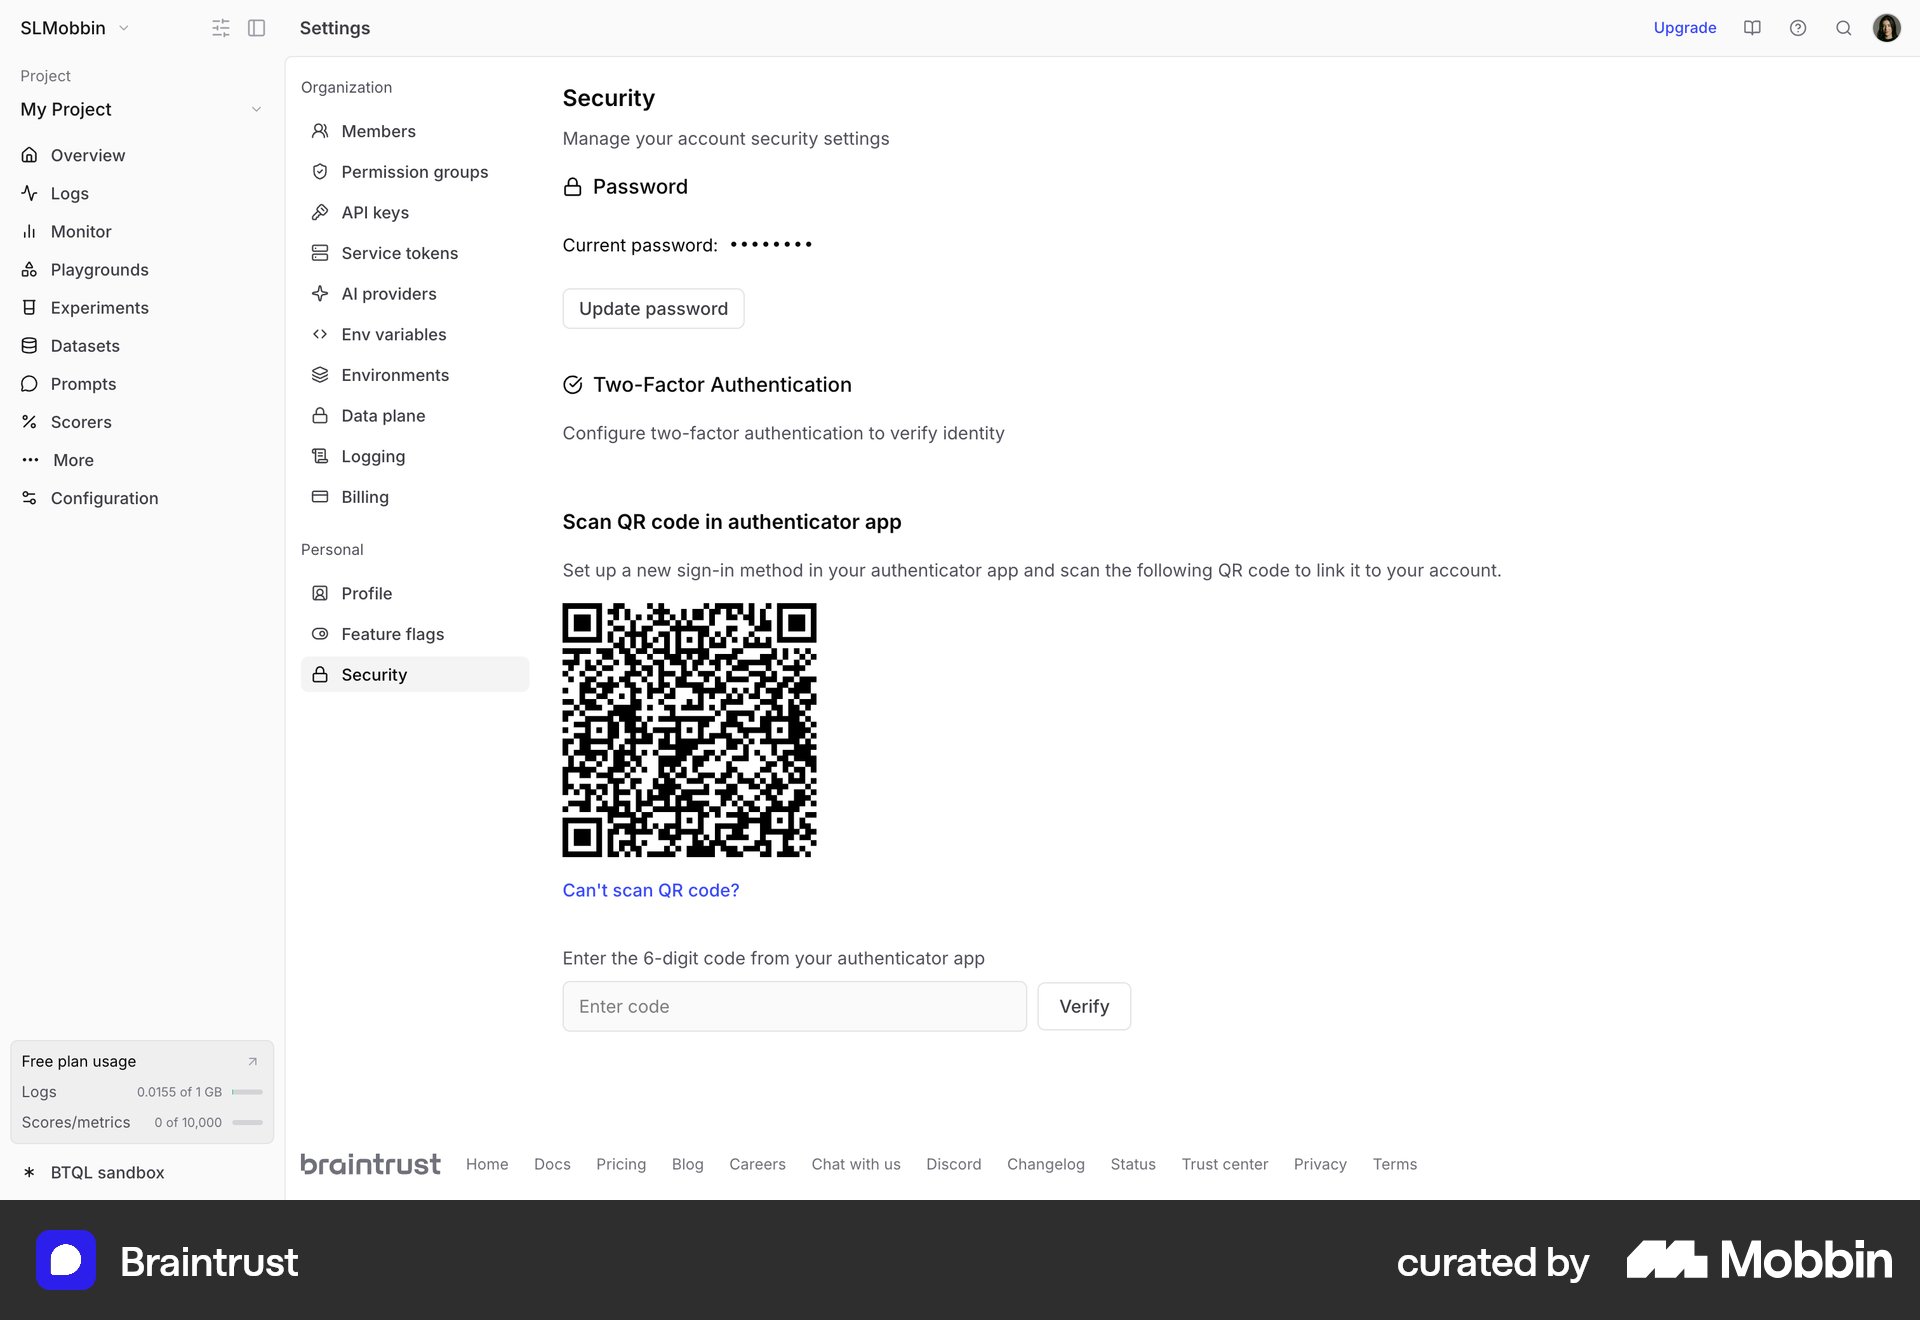 SLMobbin
Settings
Upgrade
Project
My Project
Overview
Logs
Monitor
Playgrounds
Experiments
Datasets
Prompts
Scorers
More
Configuration
Free plan usage
Logs 0.0155 of 1 GB
Scores/metrics 0 of 10,000
BTQL sandbox
Organization
Members
Permission groups
API keys
Service tokens
AI providers
Env variables
Environments
Data plane
Logging
Billing
Personal
Profile
Feature flags
Security
Security
Manage your account security settings
Password
Current password: ••••••••
Update password
Two-Factor Authentication
Configure two-factor authentication to verify identity
Scan QR code in authenticator app
Set up a new sign-in method in your authenticator app and scan the following QR code to link it to your account.
Can't scan QR code?
Enter the 6-digit code from your authenticator app
Enter code
Verify
braintrust Home Docs Pricing Blog Careers Chat with us Discord Changelog Status Trust center Privacy Terms
Braintrust
curated by Mobbin